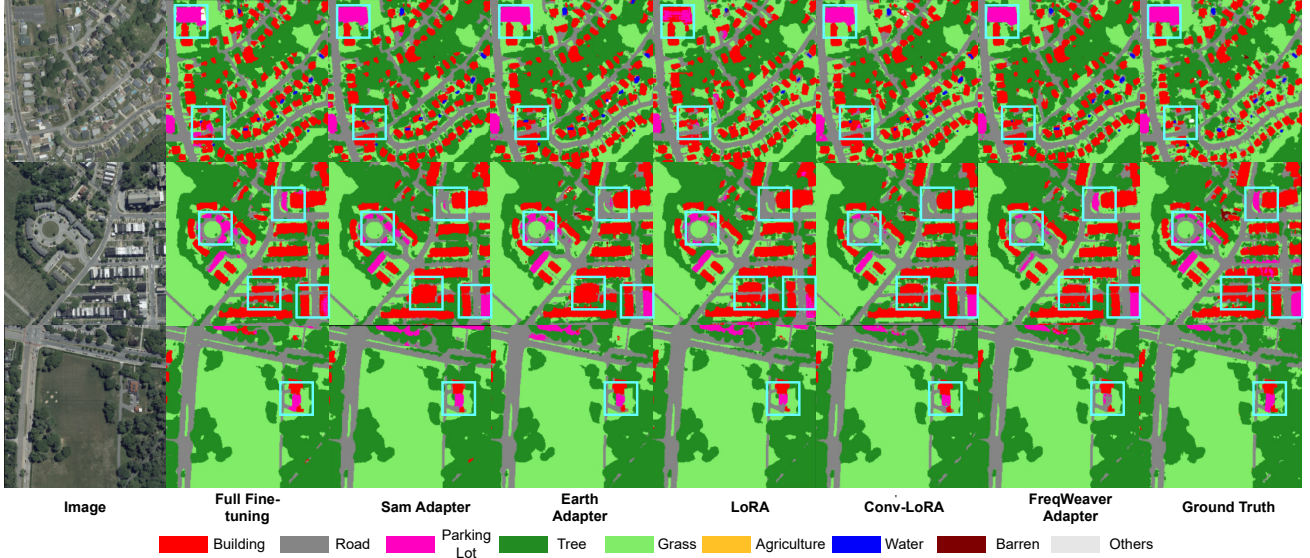 Image
Full Fine-
tuning
Sam Adapter
Earth
Adapter
LoRA
Conv-LoRA
FreqWeaver
Adapter
Ground Truth
Building
Road
Parking
Lot
Tree
Grass
Agriculture
Water
Barren
Others